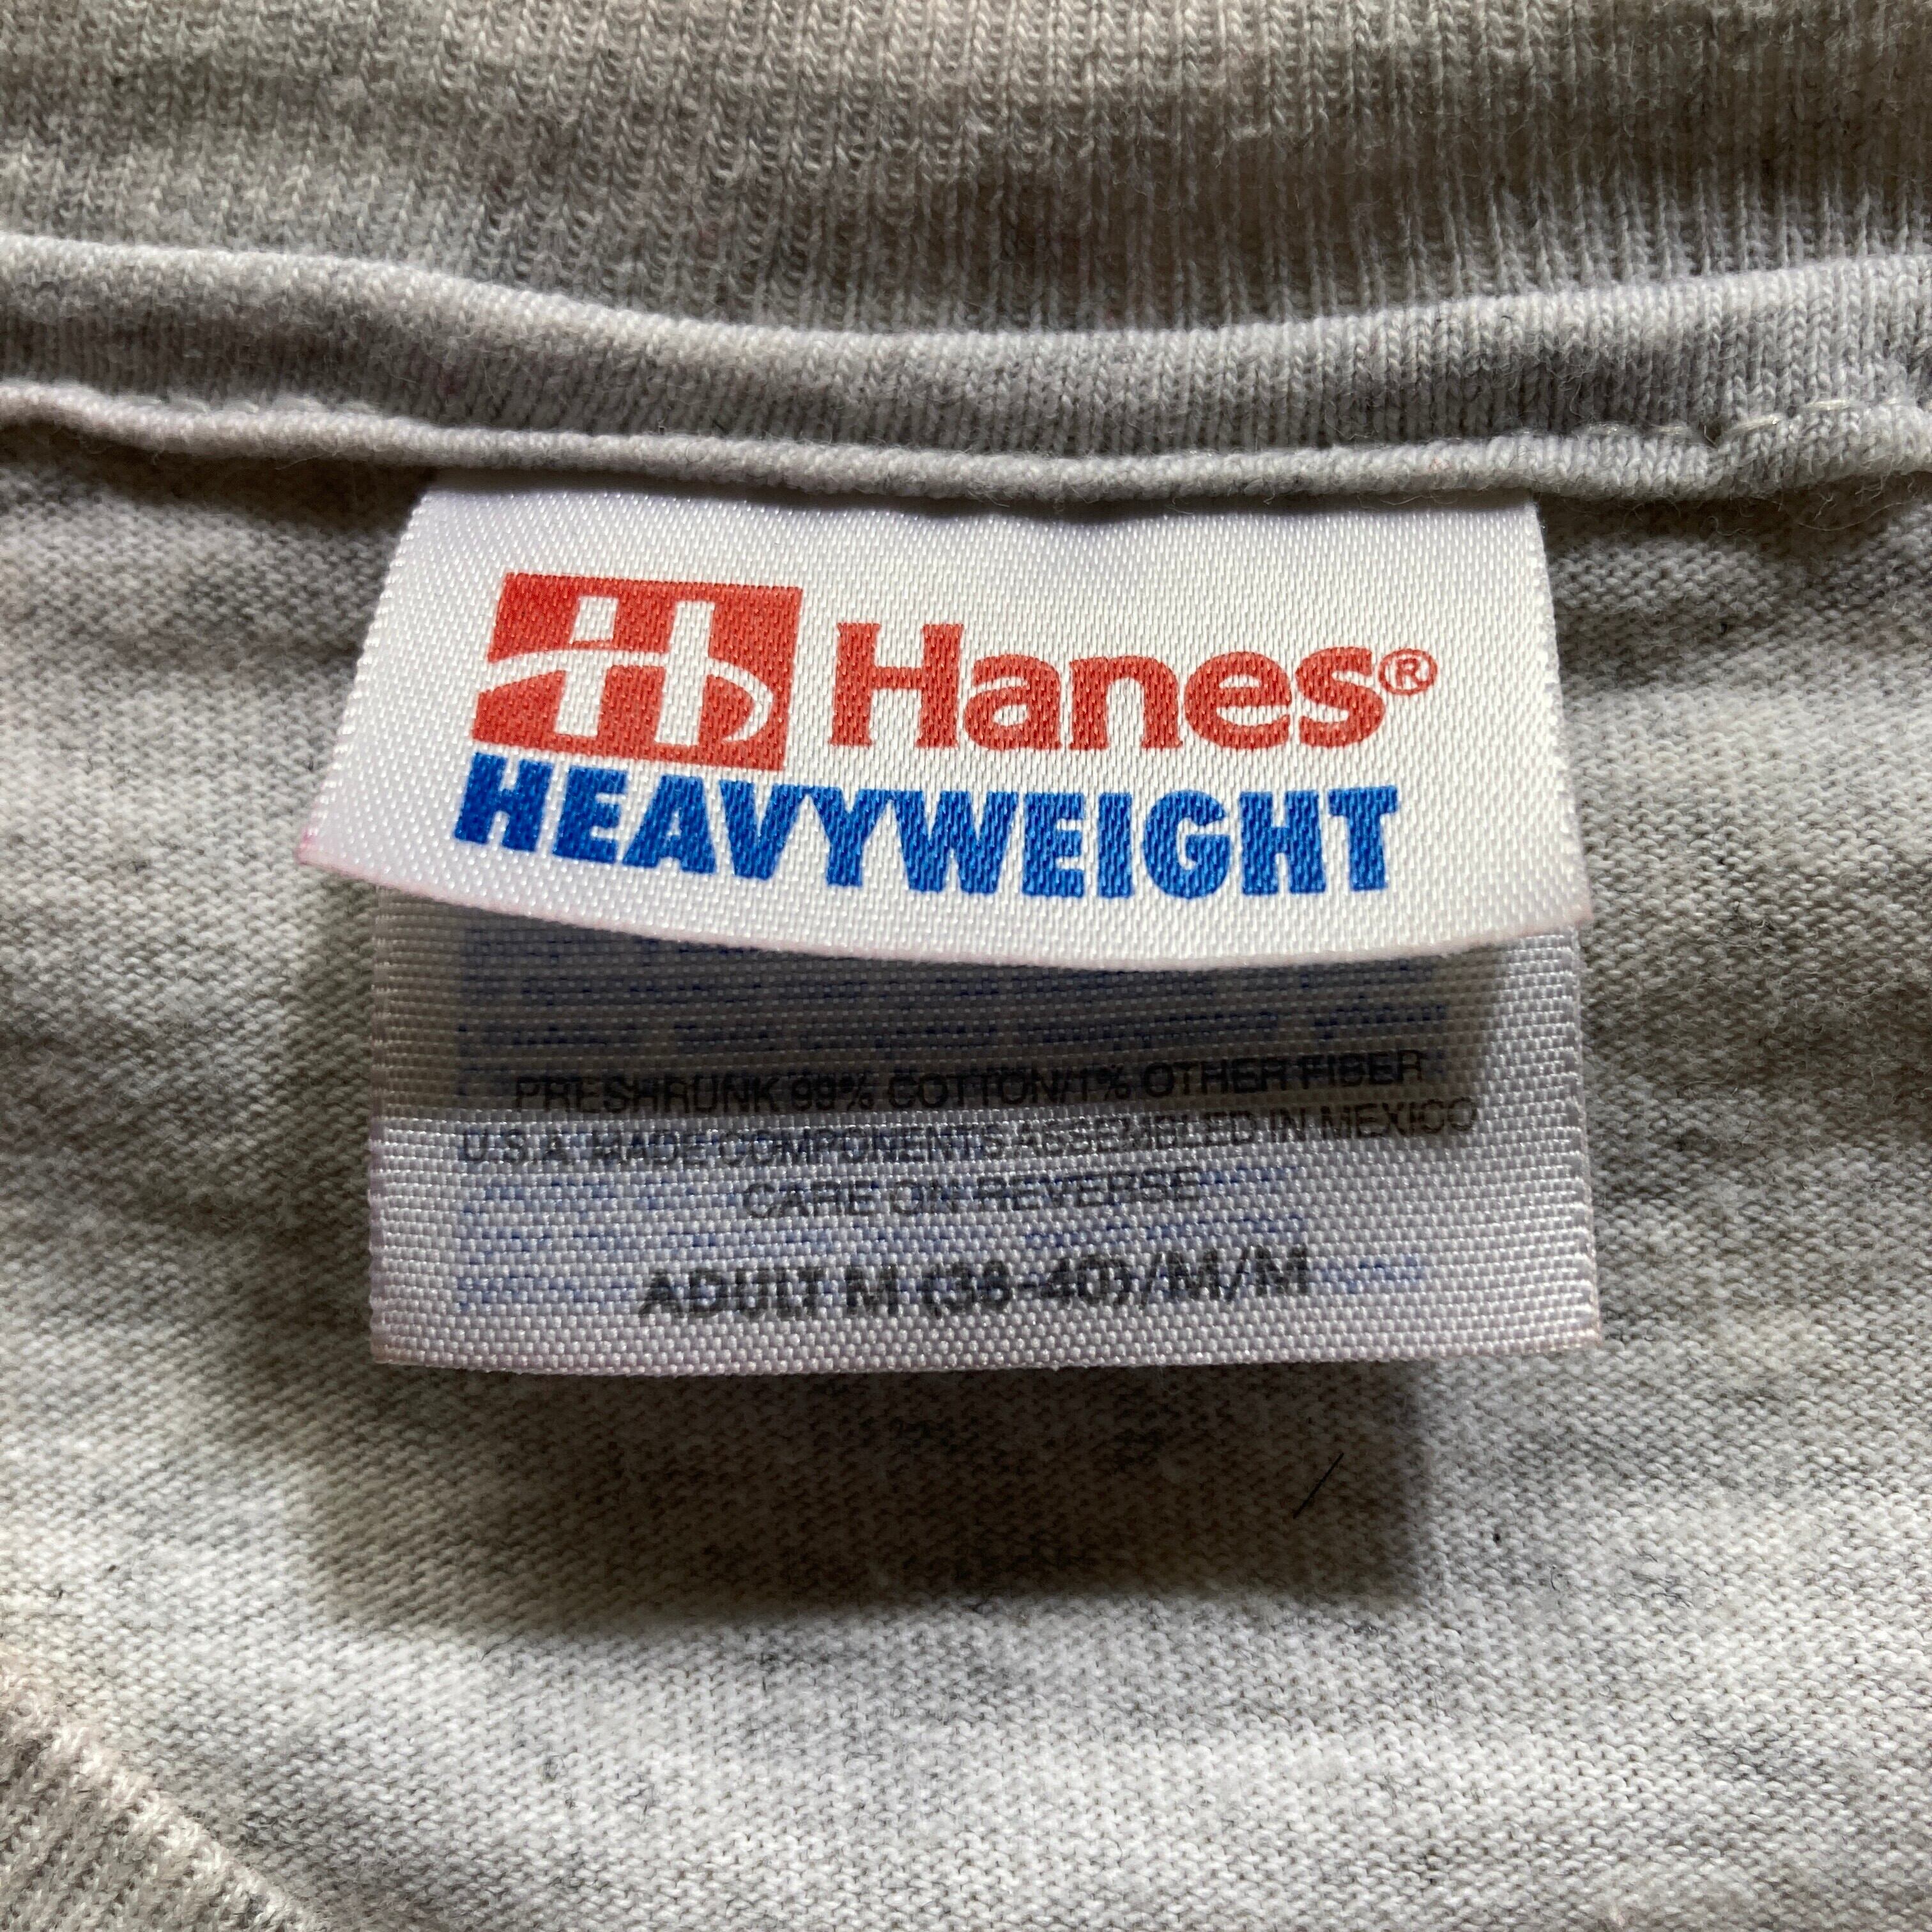 Hanes®
HEAVYWEIGHT
PRESHRUNK 99% COTTON/1% OTHER FIBER
U.S.A. MADE COMPONENTS ASSEMBLED IN MEXICO
CARE ON REVERSE
ADULT M (38-40)/M/M